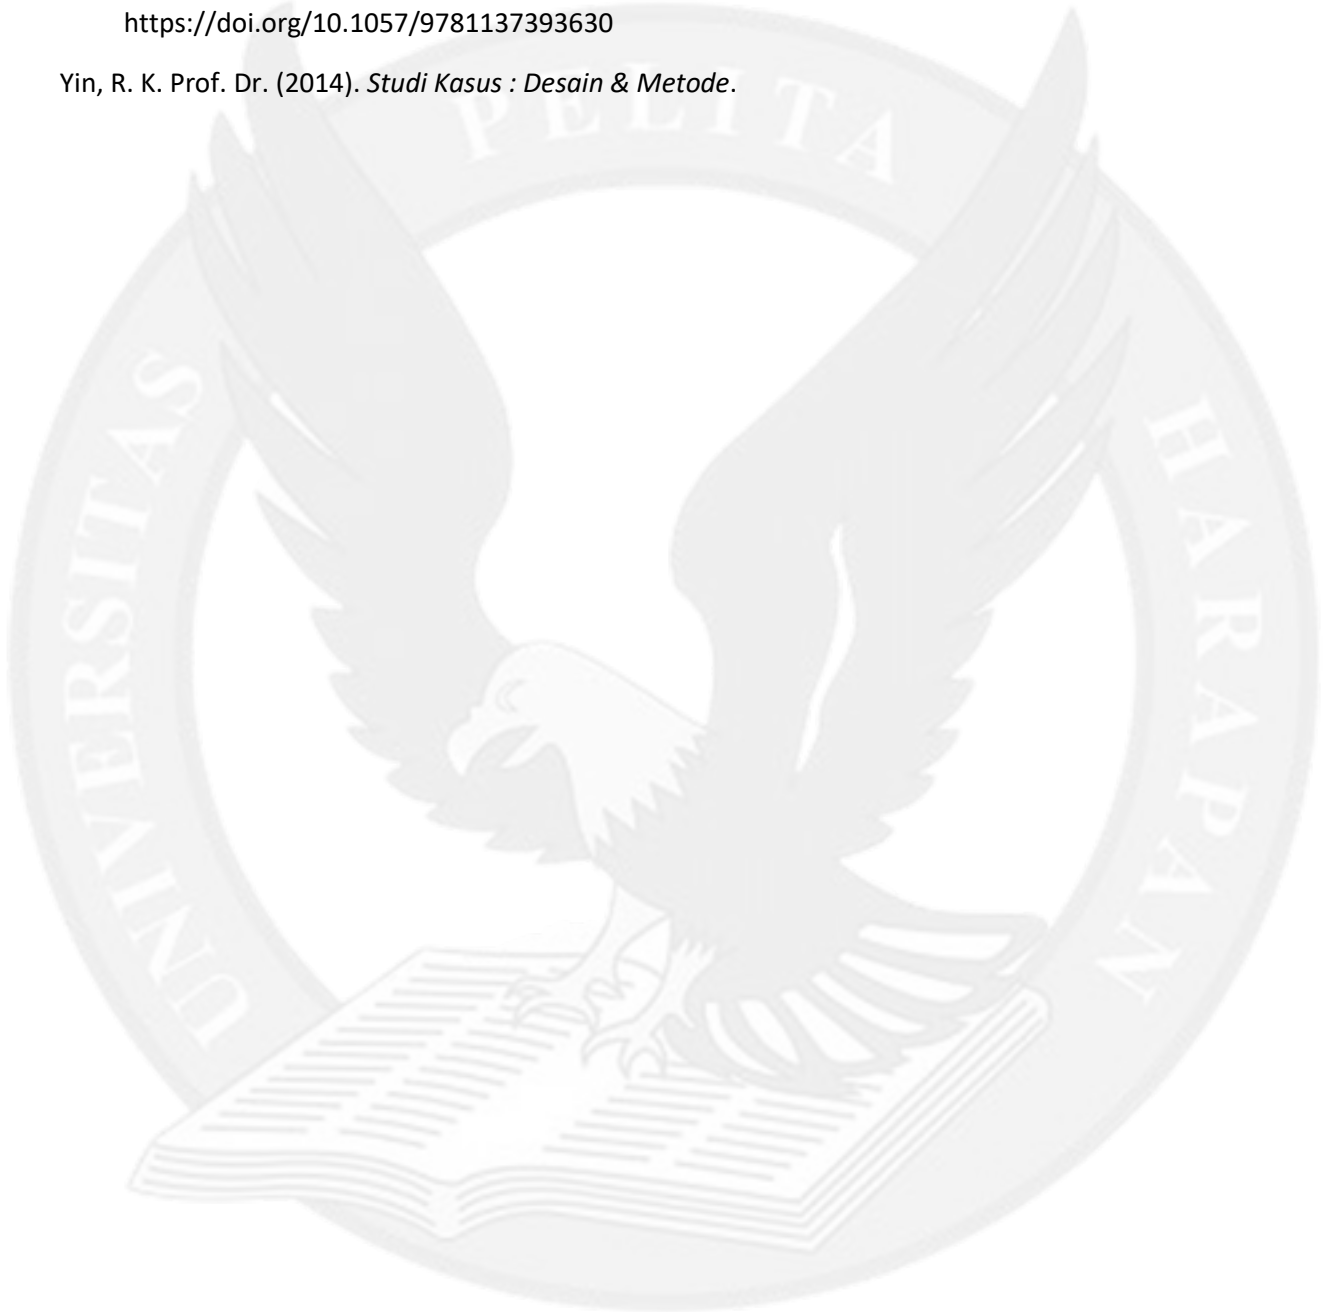 https://doi.org/10.1057/9781137393630
Yin, R. K. Prof. Dr. (2014). Studi Kasus : Desain & Metode.
UNIVERSITAS PELITA HARAPAN